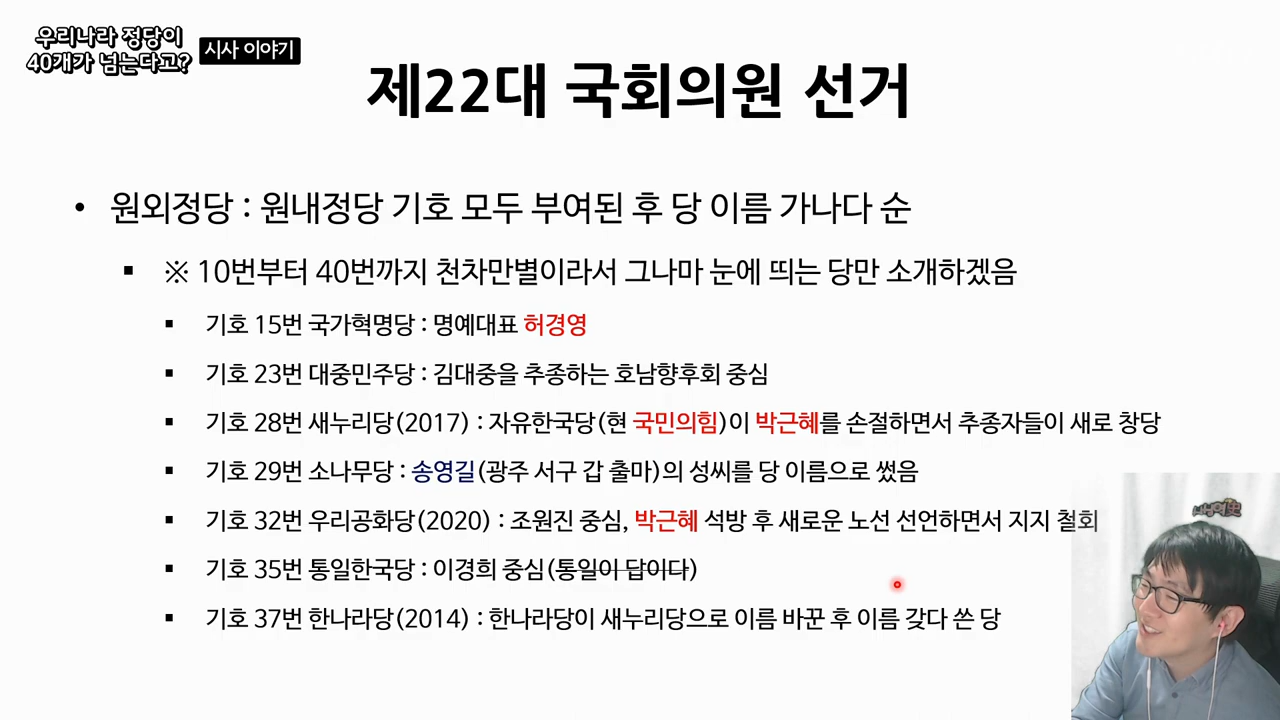 우리나라 정당이
40개가 넘는다고?
시사 이야기
제22대 국회의원 선거
• 원외정당 : 원내정당 기호 모두 부여된 후 당 이름 가나다 순
▪ ※ 10번부터 40번까지 천차만별이라서 그나마 눈에 띄는 당만 소개하겠음
▪ 기호 15번 국가혁명당 : 명예대표 허경영
▪ 기호 23번 대중민주당 : 김대중을 추종하는 호남향후회 중심
▪ 기호 28번 새누리당(2017) : 자유한국당(현 국민의힘)이 박근혜를 손절하면서 추종자들이 새로 창당
▪ 기호 29번 소나무당 : 송영길(광주 서구 갑 출마)의 성씨를 당 이름으로 썼음
▪ 기호 32번 우리공화당(2020) : 조원진 중심, 박근혜 석방 후 새로운 노선 선언하면서 지지 철회
▪ 기호 35번 통일한국당 : 이경희 중심(통일이 답이다)
▪ 기호 37번 한나라당(2014) : 한나라당이 새누리당으로 이름 바꾼 후 이름 갖다 쓴 당